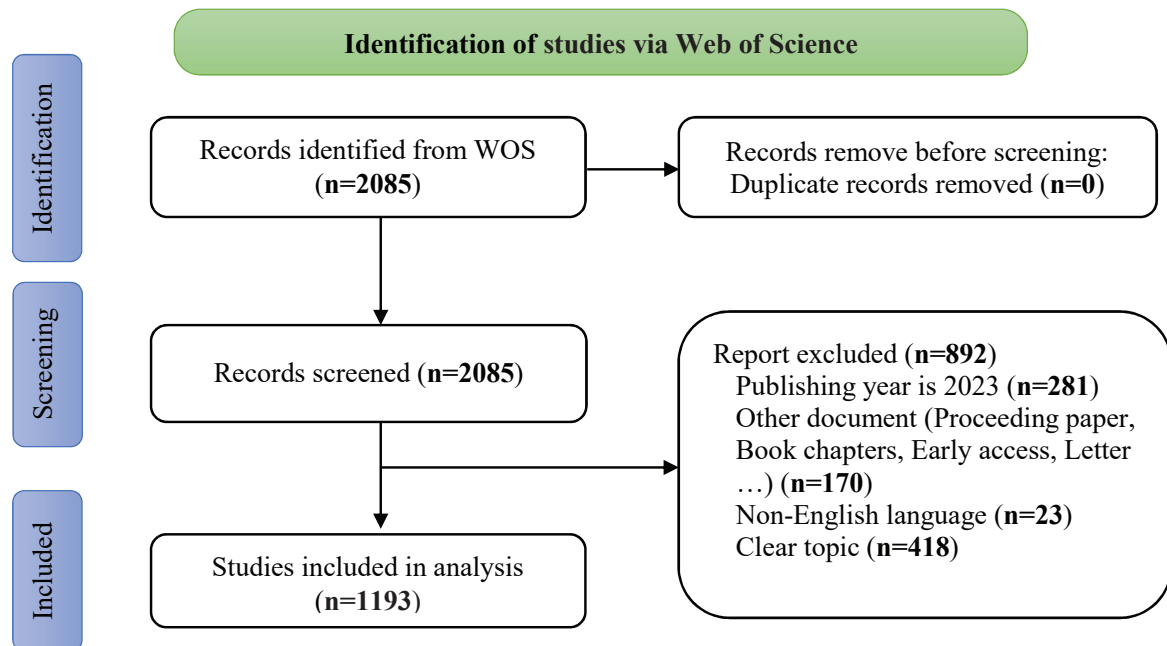 Identification of studies via Web of Science
Identification
Records identified from WOS
(n=2085)
Records remove before screening:
Duplicate records removed (n=0)
Screening
Records screened (n=2085)
Report excluded (n=892)
Publishing year is 2023 (n=281)
Other document (Proceeding paper,
Book chapters, Early access, Letter
…) (n=170)
Non-English language (n=23)
Clear topic (n=418)
Included
Studies included in analysis
(n=1193)